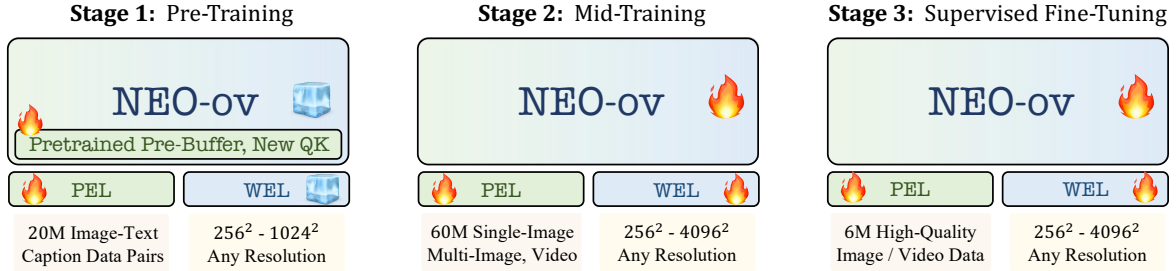 Stage 1: Pre-Training
NEO-ov
Pretrained Pre-Buffer, New QK
PEL
WEL
20M Image-Text
Caption Data Pairs
256² - 1024²
Any Resolution
Stage 2: Mid-Training
NEO-ov
PEL
WEL
60M Single-Image
Multi-Image, Video
256² - 4096²
Any Resolution
Stage 3: Supervised Fine-Tuning
NEO-ov
PEL
WEL
6M High-Quality
Image / Video Data
256² - 4096²
Any Resolution